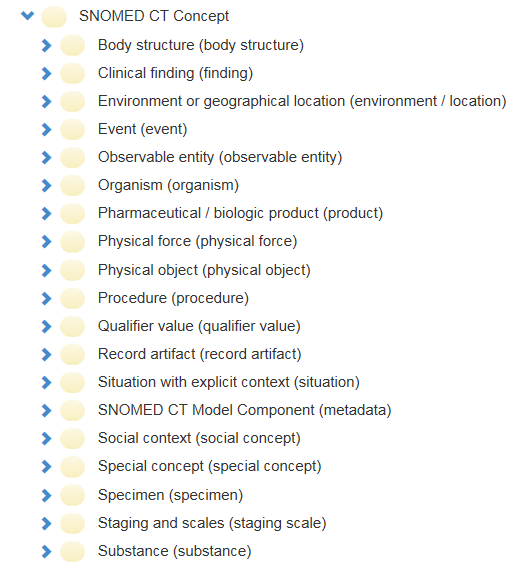 SNOMED CT Concept
Body structure (body structure)
Clinical finding (finding)
Environment or geographical location (environment / location)
Event (event)
Observable entity (observable entity)
Organism (organism)
Pharmaceutical / biologic product (product)
Physical force (physical force)
Physical object (physical object)
Procedure (procedure)
Qualifier value (qualifier value)
Record artifact (record artifact)
Situation with explicit context (situation)
SNOMED CT Model Component (metadata)
Social context (social concept)
Special concept (special concept)
Specimen (specimen)
Staging and scales (staging scale)
Substance (substance)